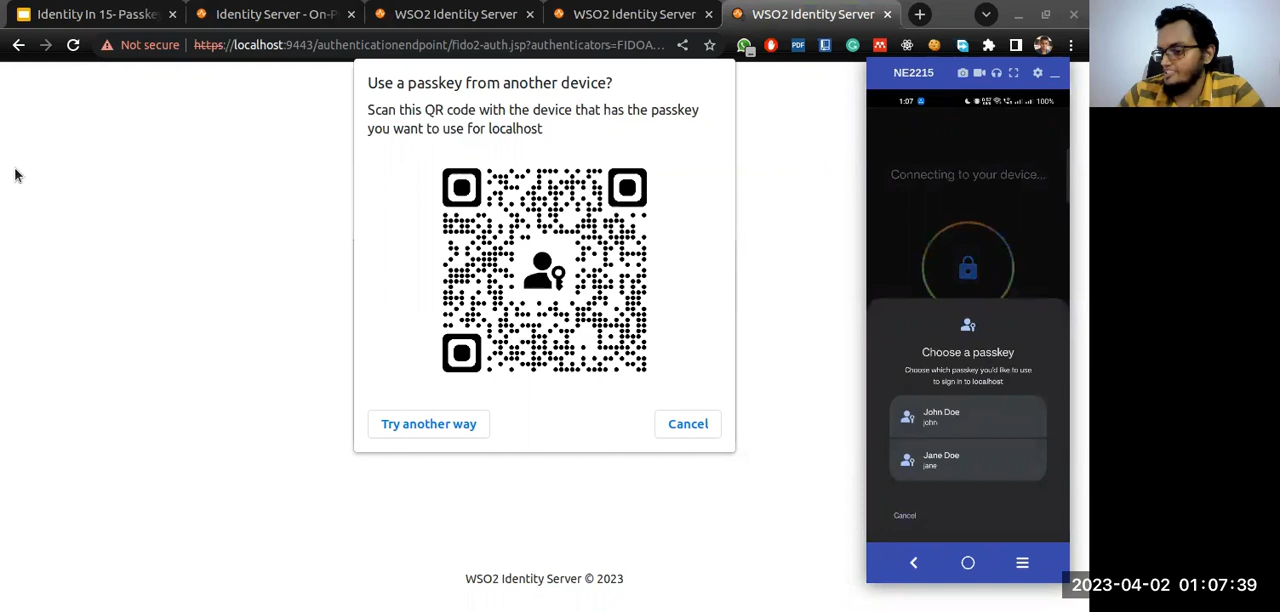 Identity In 15- Passke
Identity Server - On-P
WSO2 Identity Server
WSO2 Identity Server
WSO2 Identity Server
Not secure
https://localhost:9443/authenticationendpoint/fido2-auth.jsp?authenticators=FIDOA...
PDF
Use a passkey from another device?
Scan this QR code with the device that has the passkey
you want to use for localhost
Try another way
Cancel
WSO2 Identity Server © 2023
NE2215
1:07
100%
Connecting to your device...
Choose a passkey
Choose which passkey you'd like to use
to sign in to localhost
John Doe
john
Jane Doe
jane
Cancel
2023-04-02 01:07:39